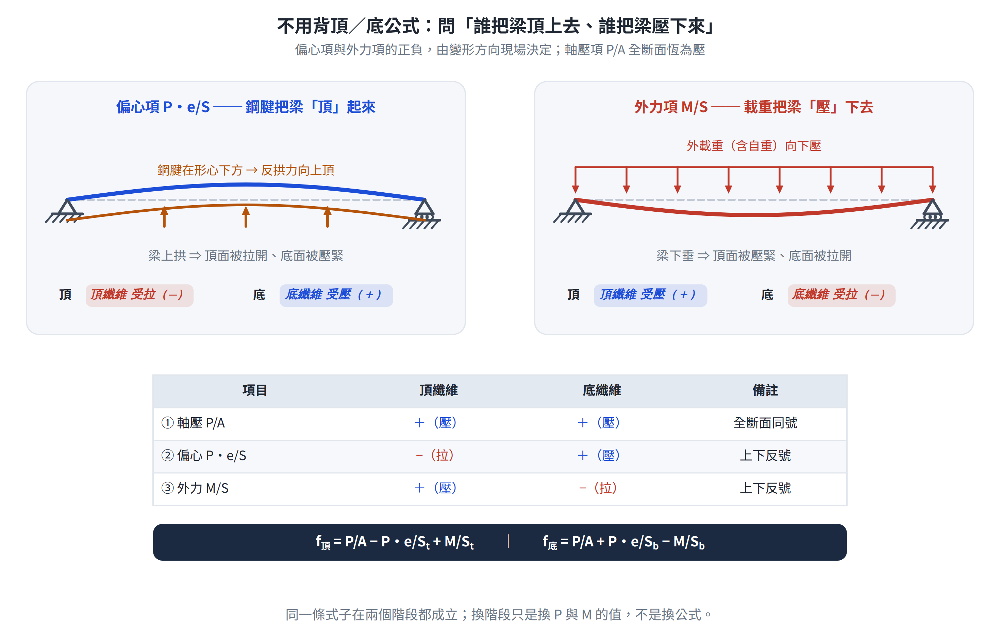 不用背頂／底公式：問「誰把梁頂上去、誰把梁壓下來」
偏心項與外力項的正負，由變形方向現場決定；軸壓項 P/A 全斷面恆為壓
偏心項 P・e/S —— 鋼腱把梁「頂」起來
鋼腱在形心下方 → 反拱力向上頂
梁上拱 ⇒ 頂面被拉開、底面被壓緊
頂 頂纖維 受拉（−） 底 底纖維 受壓（+）
外力項 M/S —— 載重把梁「壓」下去
外載重（含自重）向下壓
梁下垂 ⇒ 頂面被壓緊、底面被拉開
頂 頂纖維 受壓（+） 底 底纖維 受拉（−）
項目 頂纖維 底纖維 備註
① 軸壓 P/A ＋（壓） ＋（壓） 全斷面同號
② 偏心 P・e/S −（拉） ＋（壓） 上下反號
③ 外力 M/S ＋（壓） −（拉） 上下反號
f頂 = P/A − P・e/St + M/St ｜ f底 = P/A + P・e/Sb − M/Sb
同一條式子在兩個階段都成立；換階段只是換 P 與 M 的值，不是換公式。